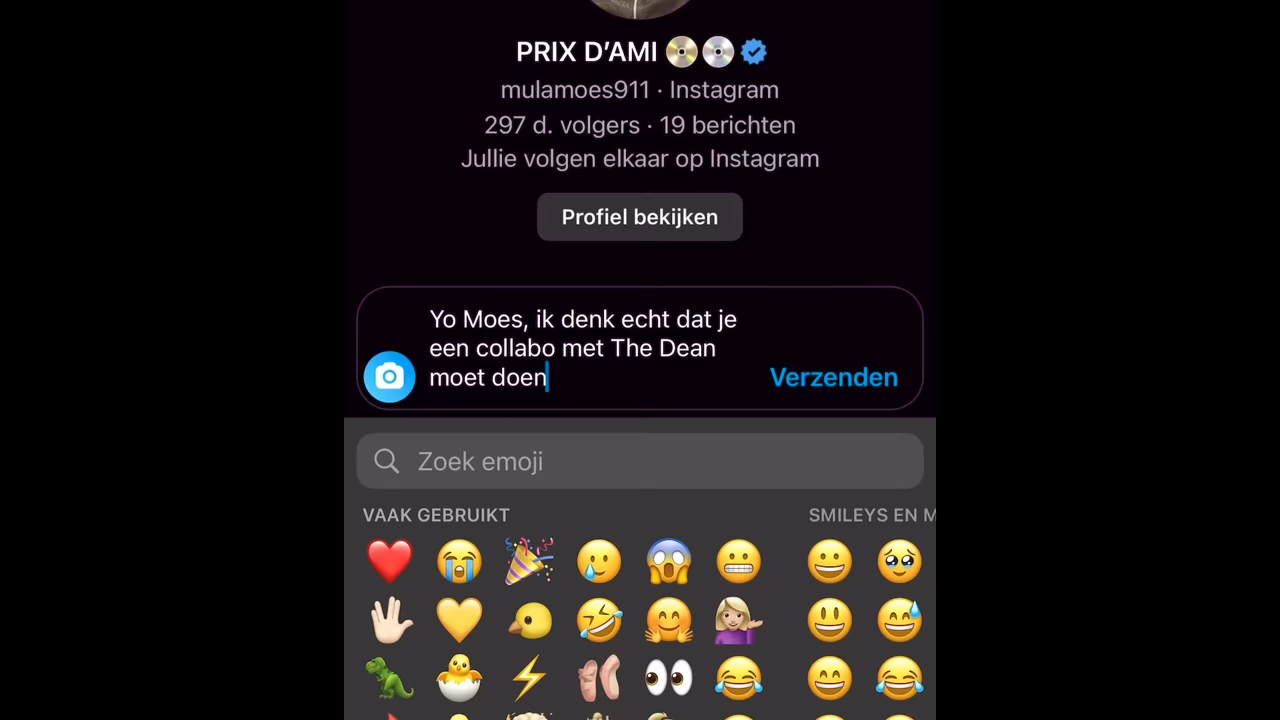 PRIX D’AMI 📀💿
mulamoes911 · Instagram
297 d. volgers · 19 berichten
Jullie volgen elkaar op Instagram
Profiel bekijken
Yo Moes, ik denk echt dat je
een collabo met The Dean
moet doen
Verzenden
Zoek emoji
VAAK GEBRUIKT
SMILEYS EN M